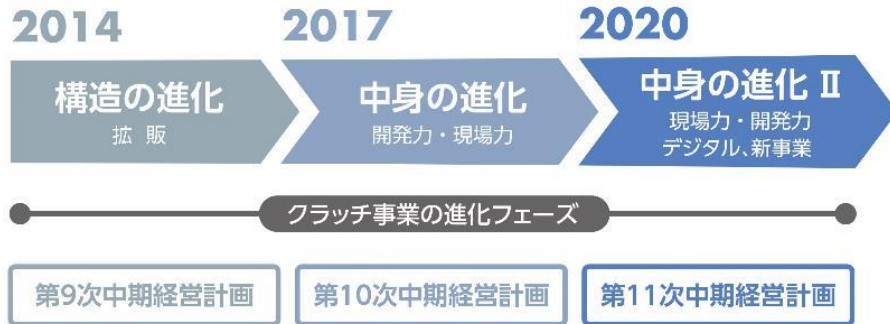 2014
2017
2020
構造の進化
拡 販
中身の進化
開発力・現場力
中身の進化 Ⅱ
現場力・開発力
デジタル、新事業
クラッチ事業の進化フェーズ
第9次中期経営計画
第10次中期経営計画
第11次中期経営計画